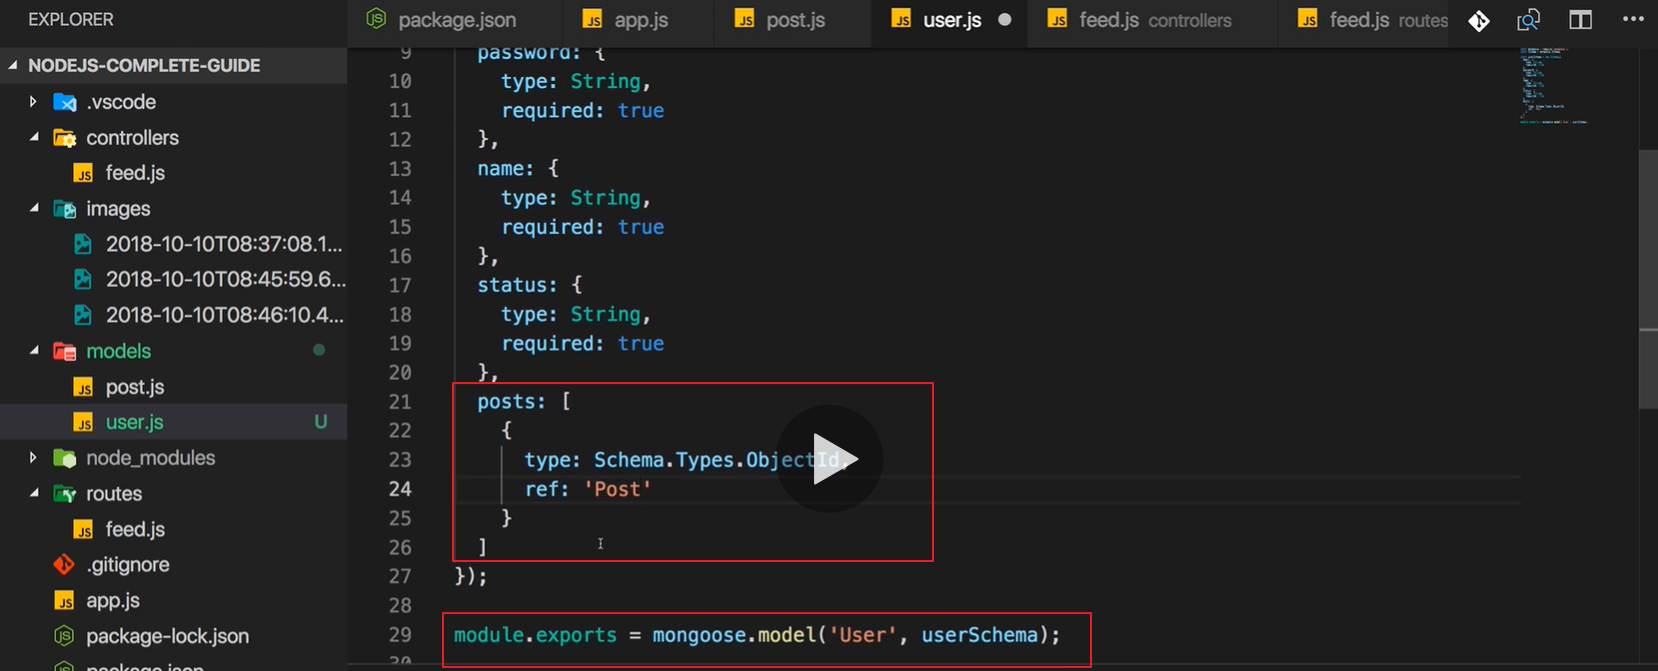 EXPLORER
package.json
app.js
post.js
user.js
feed.js controllers
feed.js routes
NODEJS-COMPLETE-GUIDE
.vscode
controllers
feed.js
images
2018-10-10T08:37:08.1...
2018-10-10T08:45:59.6...
2018-10-10T08:46:10.4...
models
post.js
user.js U
node_modules
routes
feed.js
.gitignore
app.js
package-lock.json
package.json
9 password: {
10 type: String,
11 required: true
12 },
13 name: {
14 type: String,
15 required: true
16 },
17 status: {
18 type: String,
19 required: true
20 },
21 posts: [
22 {
23 type: Schema.Types.ObjectId,
24 ref: 'Post'
25 }
26 ]
27 });
28
29 module.exports = mongoose.model('User', userSchema);
30